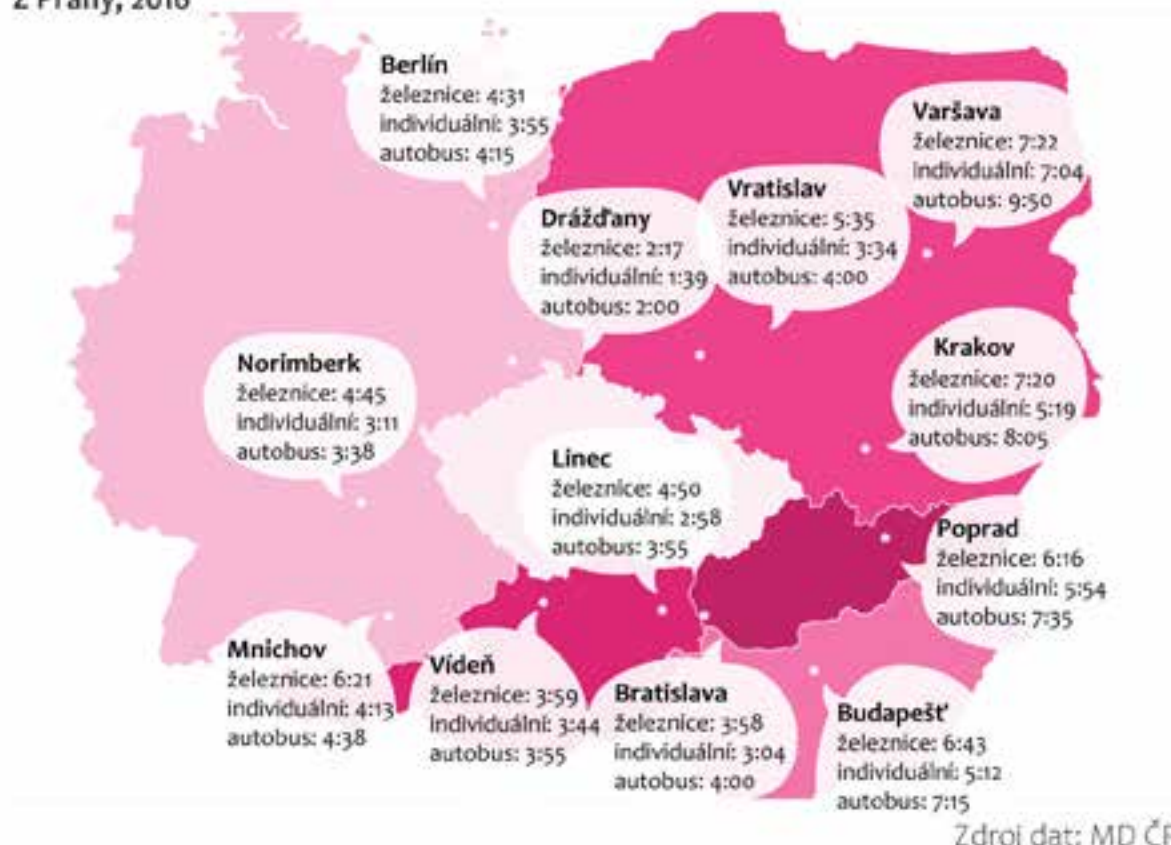 Z Prahy, 2016
Berlín
železnice: 4:31
individuální: 3:55
autobus: 4:15
Varšava
železnice: 7:22
individuální: 7:04
autobus: 9:50
Vratislav
železnice: 5:35
individuální: 3:34
autobus: 4:00
Drážďany
železnice: 2:17
individuální: 1:39
autobus: 2:00
Krakov
železnice: 7:20
individuální: 5:19
autobus: 8:05
Norimberk
železnice: 4:45
individuální: 3:11
autobus: 3:38
Linec
železnice: 4:50
individuální: 2:58
autobus: 3:55
Poprad
železnice: 6:16
individuální: 5:54
autobus: 7:35
Mnichov
železnice: 6:21
individuální: 4:13
autobus: 4:38
Vídeň
železnice: 3:59
individuální: 3:44
autobus: 3:55
Bratislava
železnice: 3:58
individuální: 3:04
autobus: 4:00
Budapešť
železnice: 6:43
individuální: 5:12
autobus: 7:15
Zdroj dat: MD ČR